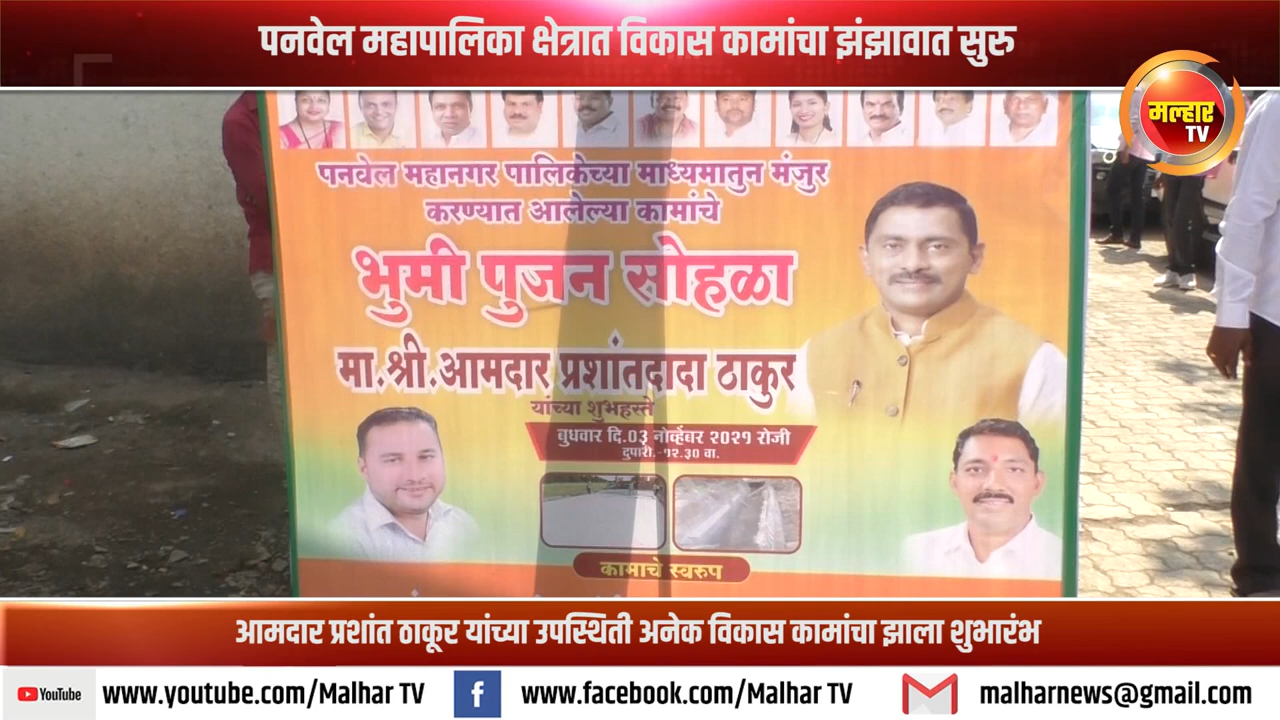 पनवेल महापालिका क्षेत्रात विकास कामांचा झंझावात सुरु
मल्हार
TV
पनवेल महानगर पालिकेच्या माध्यमातुन मंजुर
करण्यात आलेल्या कामांचे
भुमी पुजन सोहळा
मा.श्री.आमदार प्रशांतदादा ठाकुर
यांच्या शुभहस्ते
बुधवार दि.०३ नोव्हेंबर २०२१ रोजी
दुपारी.-१२.३० वा.
कामाचे स्वरुप
आमदार प्रशांत ठाकूर यांच्या उपस्थिती अनेक विकास कामांचा झाला शुभारंभ
YouTube www.youtube.com/Malhar TV f www.facebook.com/Malhar TV malharnews@gmail.com